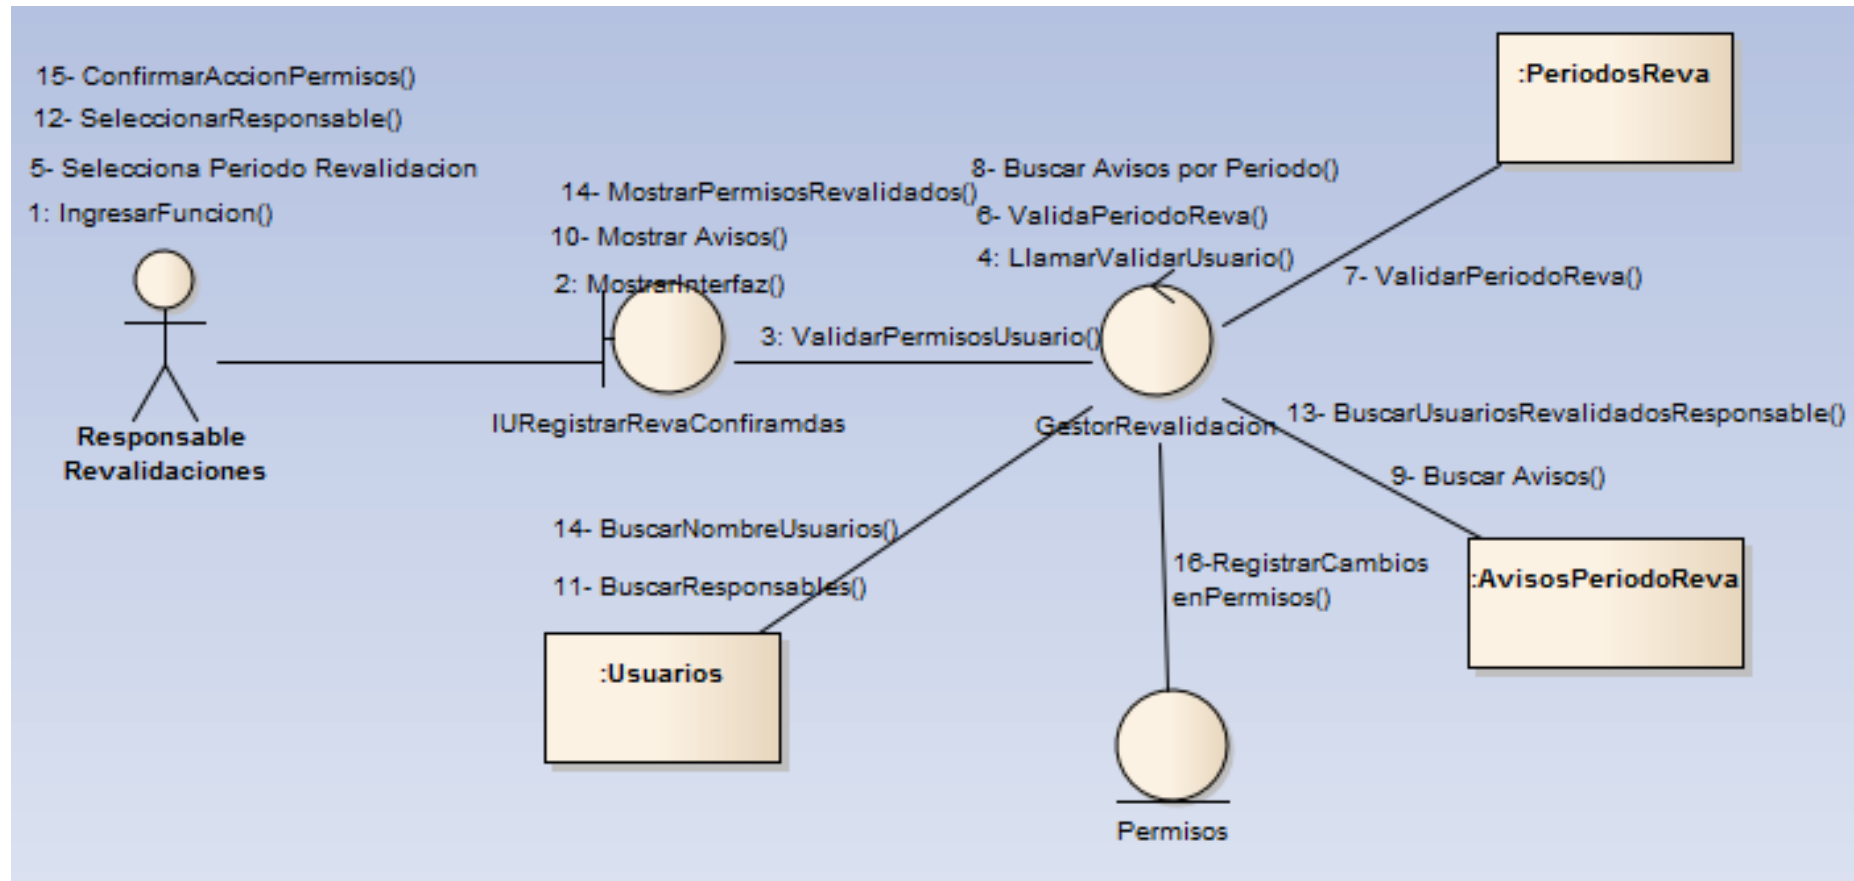 :PeriodosReva
15- ConfirmarAccionPermisos()
12- SeleccionarResponsable()
5- Selecciona Periodo Revalidacion
1: IngresarFuncion()
14- MostrarPermisosRevalidados()
10- Mostrar Avisos()
2: MostrarInterfaz()
8- Buscar Avisos por Periodo()
6- ValidaPeriodoReva()
4: LlamarValidarUsuario()
7- ValidarPeriodoReva()
3: ValidarPermisosUsuario()
Responsable
Revalidaciones
IURegistrarRevaConfiramdas
GestorRevalidacion
13- BuscarUsuariosRevalidadosResponsable()
9- Buscar Avisos()
14- BuscarNombreUsuarios()
11- BuscarResponsables()
16-RegistrarCambios
enPermisos()
:AvisosPeriodoReva
:Usuarios
Permisos